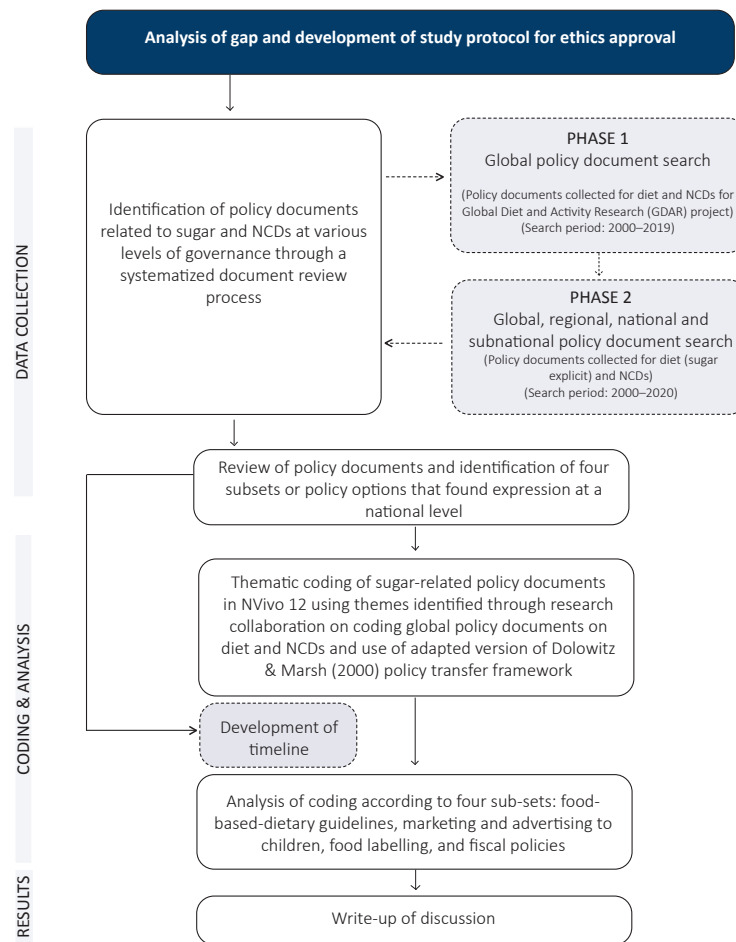 Analysis of gap and development of study protocol for ethics approval
DATA COLLECTION
Identification of policy documents
related to sugar and NCDs at various
levels of governance through a
systematized document review
process
PHASE 1
Global policy document search
(Policy documents collected for diet and NCDs for
Global Diet and Activity Research (GDAR) project)
(Search period: 2000–2019)
PHASE 2
Global, regional, national and
subnational policy document search
(Policy documents collected for diet (sugar
explicit) and NCDs)
(Search period: 2000–2020)
Review of policy documents and identification of four
subsets or policy options that found expression at a
national level
CODING & ANALYSIS
Thematic coding of sugar-related policy documents
in NVivo 12 using themes identified through research
collaboration on coding global policy documents on
diet and NCDs and use of adapted version of Dolowitz
& Marsh (2000) policy transfer framework
Development of
timeline
Analysis of coding according to four sub-sets: food-
based-dietary guidelines, marketing and advertising to
children, food labelling, and fiscal policies
RESULTS
Write-up of discussion